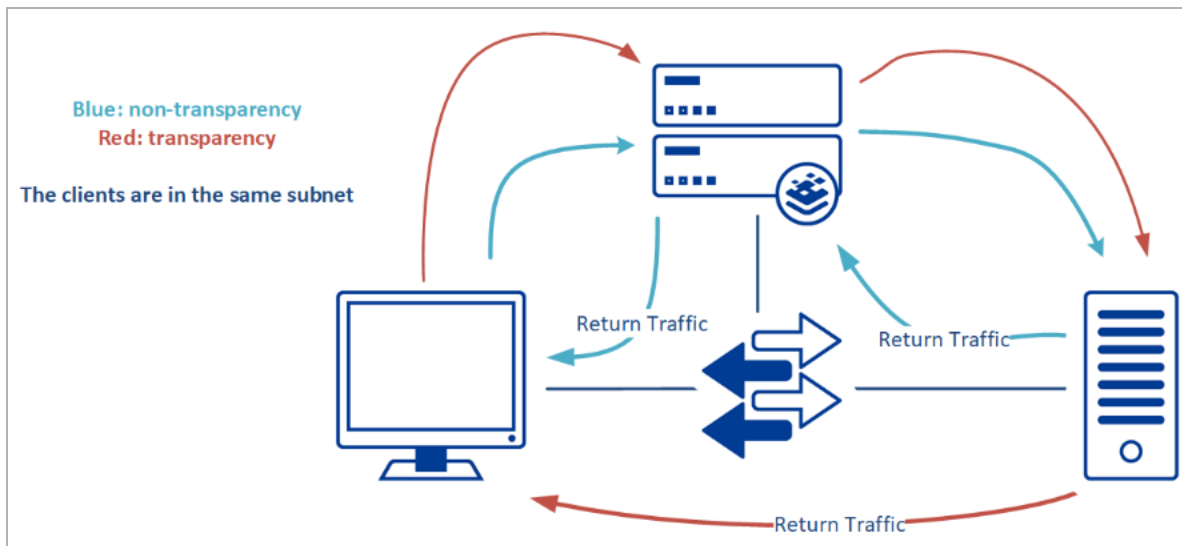 Blue: non-transparency
Red: transparency
The clients are in the same subnet
Return Traffic
Return Traffic
Return Traffic